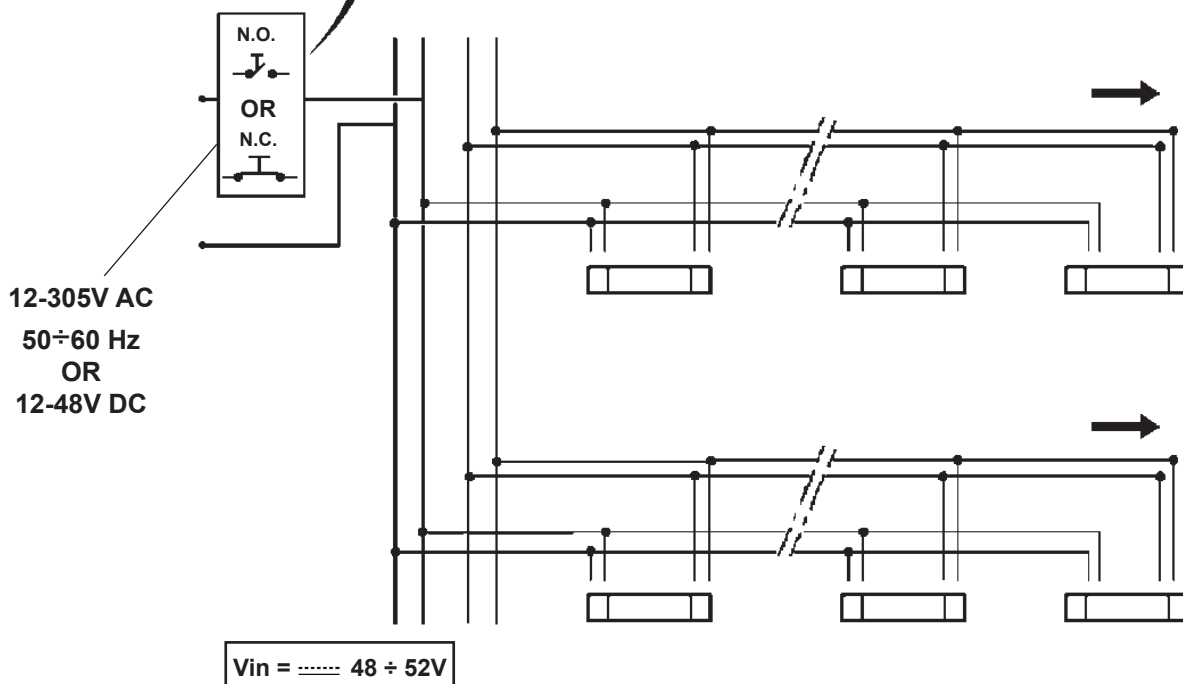 N.O.
OR
N.C.
12-305V AC
50÷60 Hz
OR
12-48V DC
Vin = 48 ÷ 52V